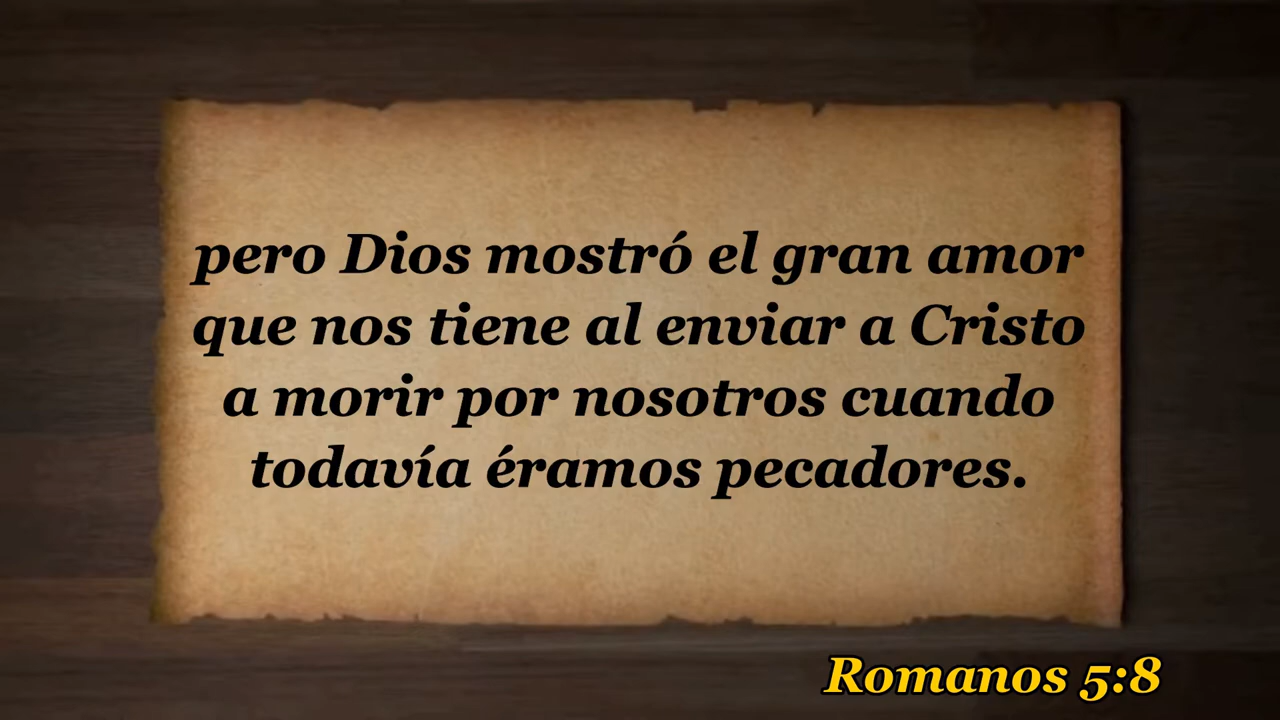 pero Dios mostró el gran amor
que nos tiene al enviar a Cristo
a morir por nosotros cuando
todavía éramos pecadores.
Romanos 5:8